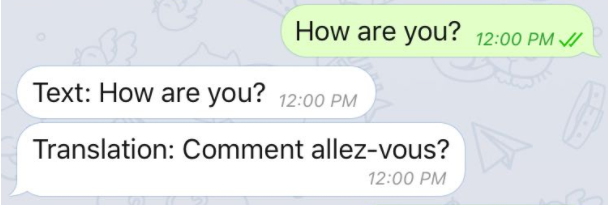 How are you? 12:00 PM
Text: How are you? 12:00 PM
Translation: Comment allez-vous?
12:00 PM